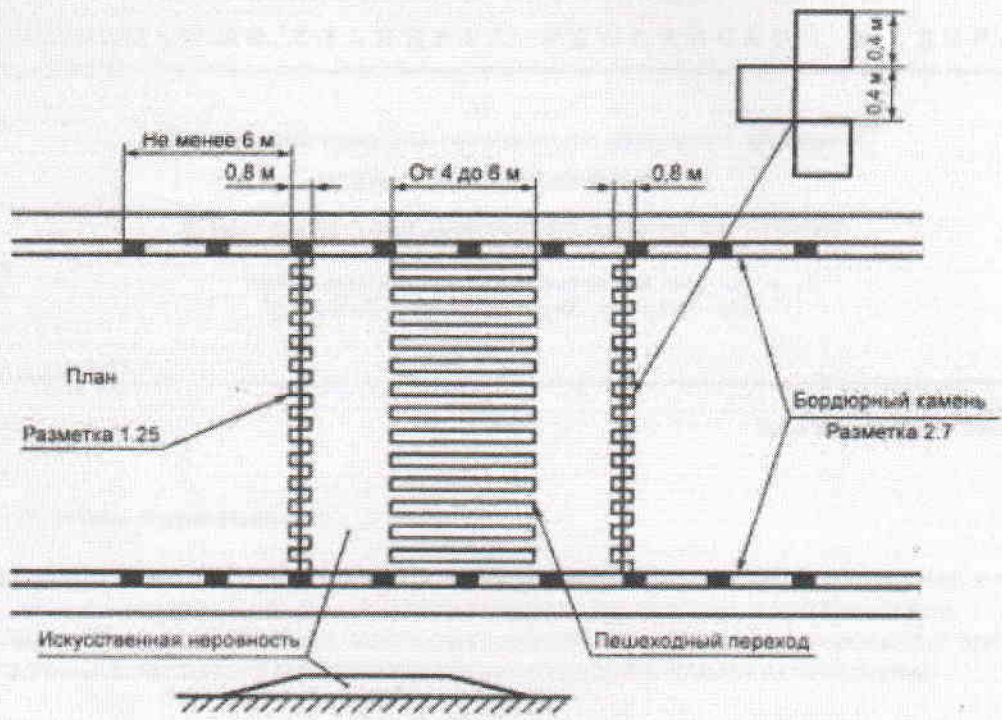 0,4 м
0,4 м
Не менее 6 м
0,8 м
От 4 до 6 м
0,8 м
План
Разметка 1.25
Бордюрный камень
Разметка 2.7
Искусственная неровность
Пешеходный переход